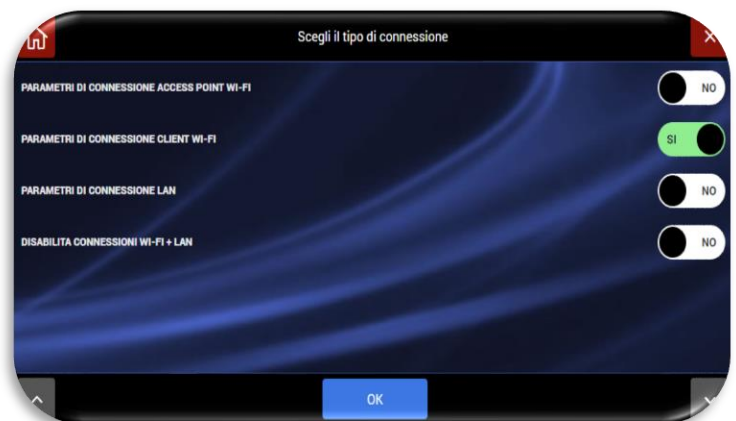 Scegli il tipo di connessione
PARAMETRI DI CONNESSIONE ACCESS POINT WI-FI
NO
PARAMETRI DI CONNESSIONE CLIENT WI-FI
SI
PARAMETRI DI CONNESSIONE LAN
NO
DISABILITA CONNESSIONI WI-FI + LAN
NO
OK